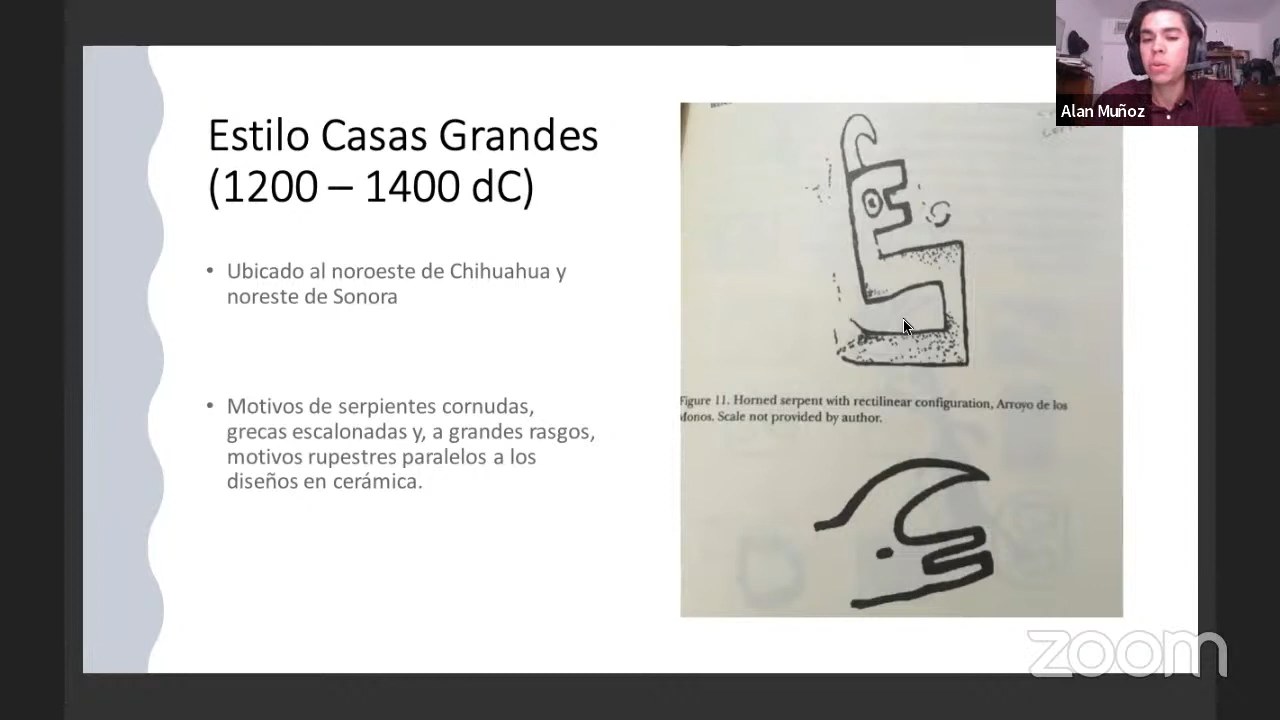 Alan Muñoz
Estilo Casas Grandes
(1200 – 1400 dC)
• Ubicado al noroeste de Chihuahua y
noreste de Sonora
• Motivos de serpientes cornudas,
grecas escalonadas y, a grandes rasgos,
motivos rupestres paralelos a los
diseños en cerámica.
Figure 11. Horned serpent with rectilinear configuration, Arroyo de los
Monos. Scale not provided by author.
zoom